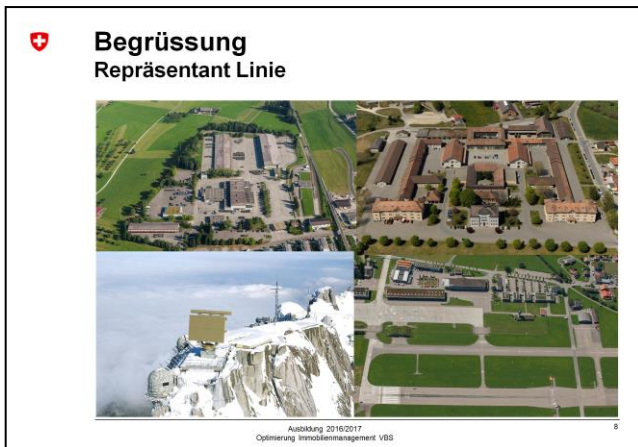 Begrüssung
Repräsentant Linie
Ausbildung 2016/2017
8
Optimierung Immobilienmanagement VBS